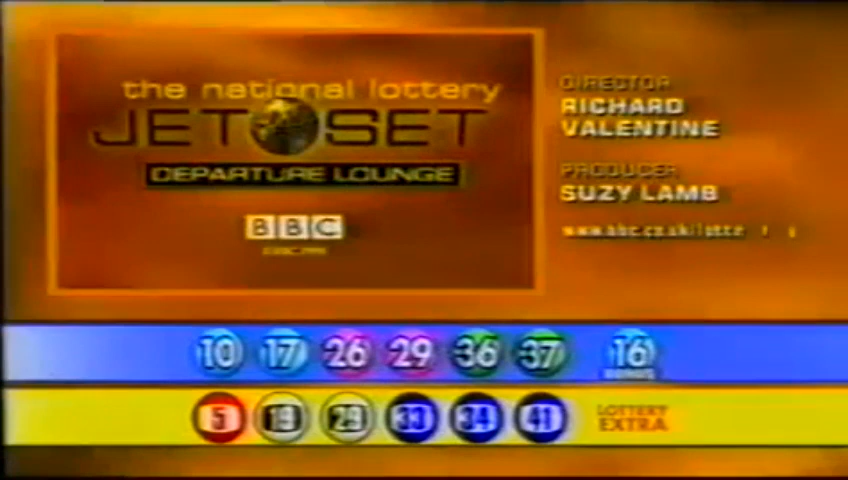 the national lottery
JET SET
DEPARTURE LOUNGE
BBC
DIRECTOR
RICHARD
VALENTINE
PRODUCER
SUZY LAMB
10 17 26 29 36 37 16
BONUS
5 19 29 33 34 41
LOTTERY
EXTRA